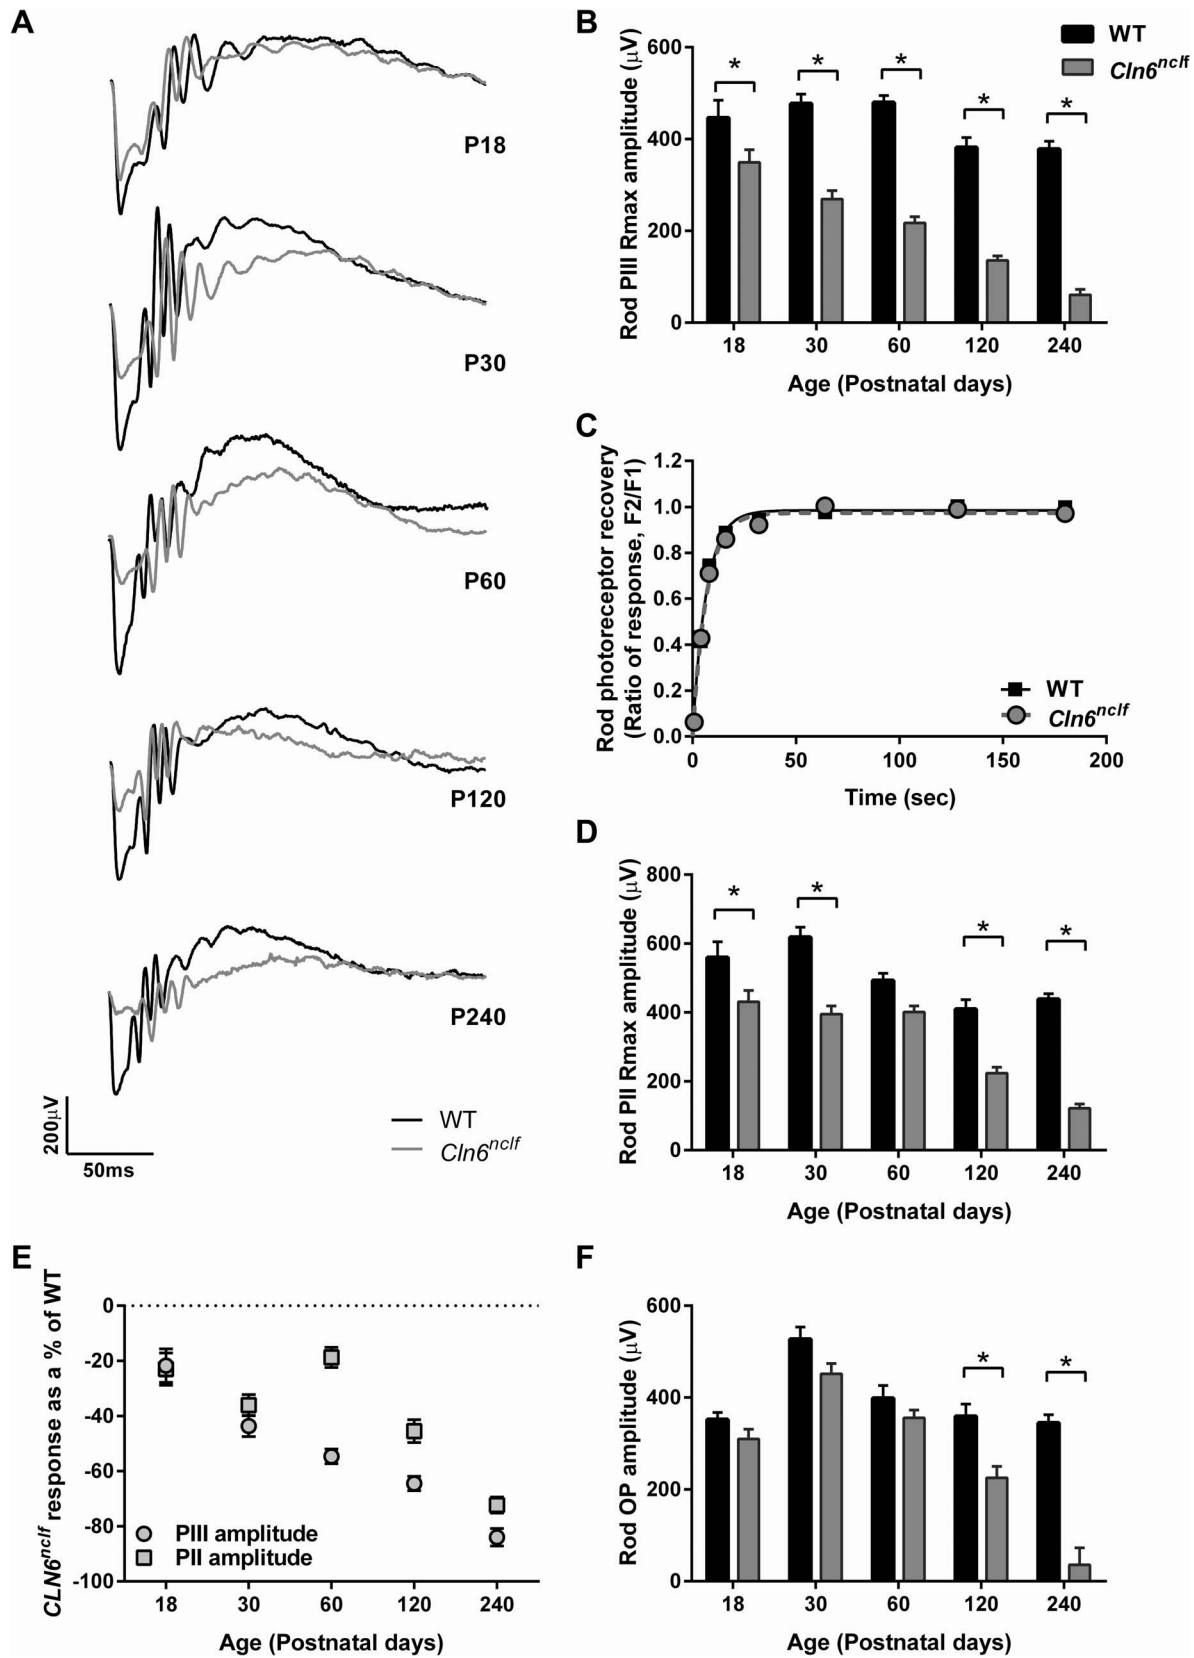 A
P18
P30
P60
P120
P240
200μV
50ms
WT
Cln6nclf
B
WT
Cln6nclf
Rod PIII Rmax amplitude (μV)
600
400
200
0
* * * * *
18 30 60 120 240
Age (Postnatal days)
C
Rod photoreceptor recovery
(Ratio of response, F2/F1)
1.2
1.0
0.8
0.6
0.4
0.2
0.0
0 50 100 150 200
Time (sec)
WT
Cln6nclf
D
Rod PII Rmax amplitude (μV)
800
600
400
200
0
* * * *
18 30 60 120 240
Age (Postnatal days)
E
CLN6nclf response as a % of WT
0
-20
-40
-60
-80
-100
PIII amplitude
PII amplitude
18 30 60 120 240
Age (Postnatal days)
F
Rod OP amplitude (μV)
600
400
200
0
* *
18 30 60 120 240
Age (Postnatal days)